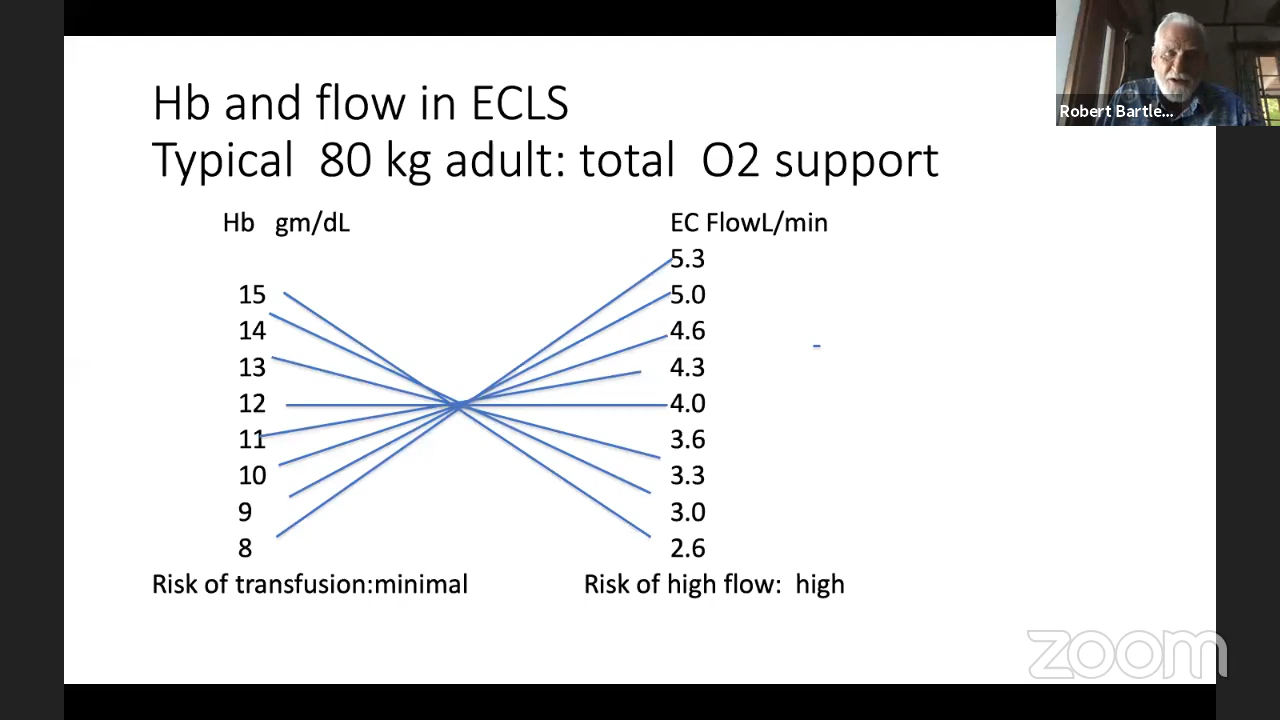 Robert Bartle...
Hb and flow in ECLS
Typical 80 kg adult: total O2 support
Hb gm/dL EC FlowL/min
5.3
15 5.0
14 4.6
13 4.3
12 4.0
11 3.6
10 3.3
9 3.0
8 2.6
Risk of transfusion:minimal Risk of high flow: high
zoom